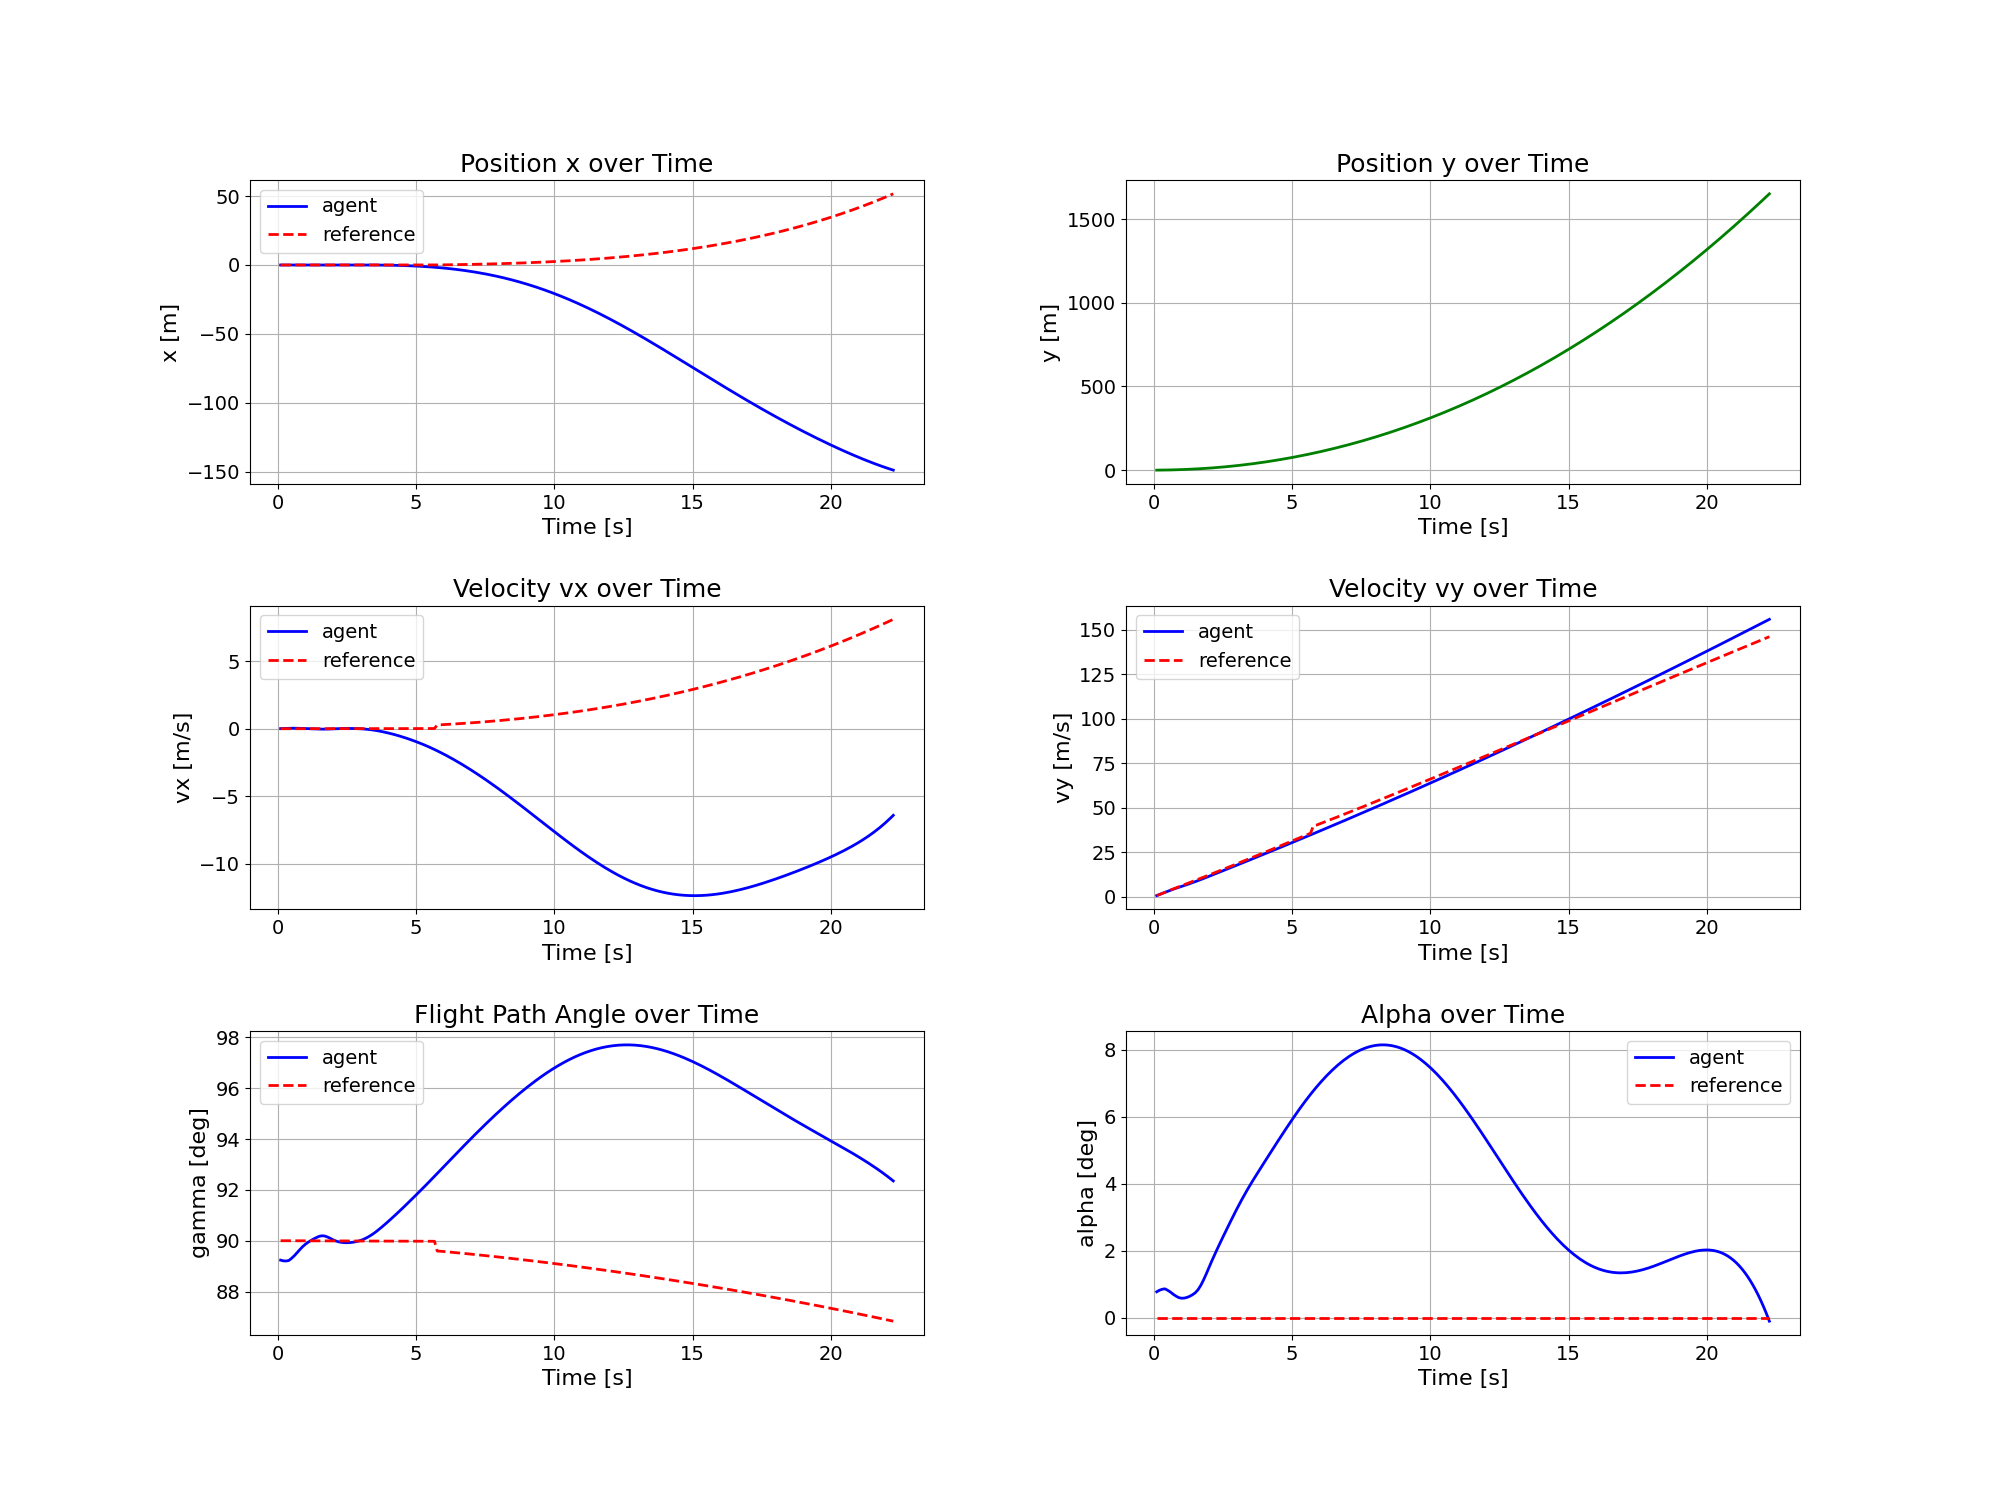 Position x over Time
50
0
−50
−100
−150
x [m]
agent
reference
0 5 10 15 20
Time [s]
Position y over Time
1500
1000
500
0
y [m]
0 5 10 15 20
Time [s]
Velocity vx over Time
5
0
−5
−10
vx [m/s]
agent
reference
0 5 10 15 20
Time [s]
Velocity vy over Time
150
125
100
75
50
25
0
vy [m/s]
agent
reference
0 5 10 15 20
Time [s]
Flight Path Angle over Time
98
96
94
92
90
88
gamma [deg]
agent
reference
0 5 10 15 20
Time [s]
Alpha over Time
8
6
4
2
0
alpha [deg]
agent
reference
0 5 10 15 20
Time [s]